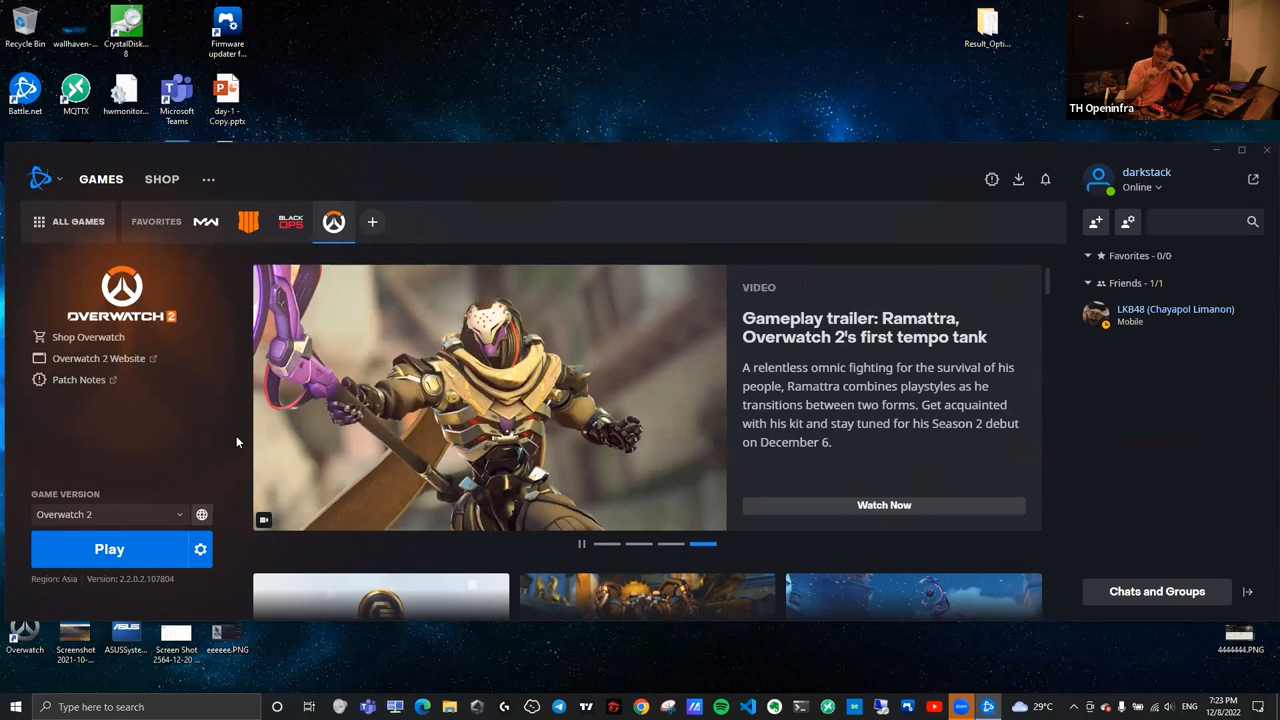 Recycle Bin
wallhaven-...
CrystalDisk...
8
Firmware
updater f...
Result_Opti...
TH Openinfra
Battle.net
MQTTX
hwmonitor...
Microsoft
Teams
day-1 -
Copy.pptx
GAMES
SHOP
darkstack
Online
ALL GAMES
FAVORITES
MW
IIII
BLACK
OPS
OVERWATCH 2
Shop Overwatch
Overwatch 2 Website
Patch Notes
GAME VERSION
Overwatch 2
Play
Region: Asia
Version: 2.2.0.2.107804
VIDEO
Gameplay trailer: Ramattra,
Overwatch 2's first tempo tank
A relentless omnic fighting for the survival of his
people, Ramattra combines playstyles as he
transitions between two forms. Get acquainted
with his kit and stay tuned for his Season 2 debut
on December 6.
Watch Now
Favorites - 0/0
Friends - 1/1
LKB48 (Chayapol Limanon)
Mobile
Chats and Groups
Overwatch
Screenshot
2021-10-...
ASUS
ASUSSyste...
Screen Shot
2564-12-20 ...
eeeeee.PNG
4444444.PNG
Type here to search
zoom
29°C
ENG
7:23 PM
12/8/2022